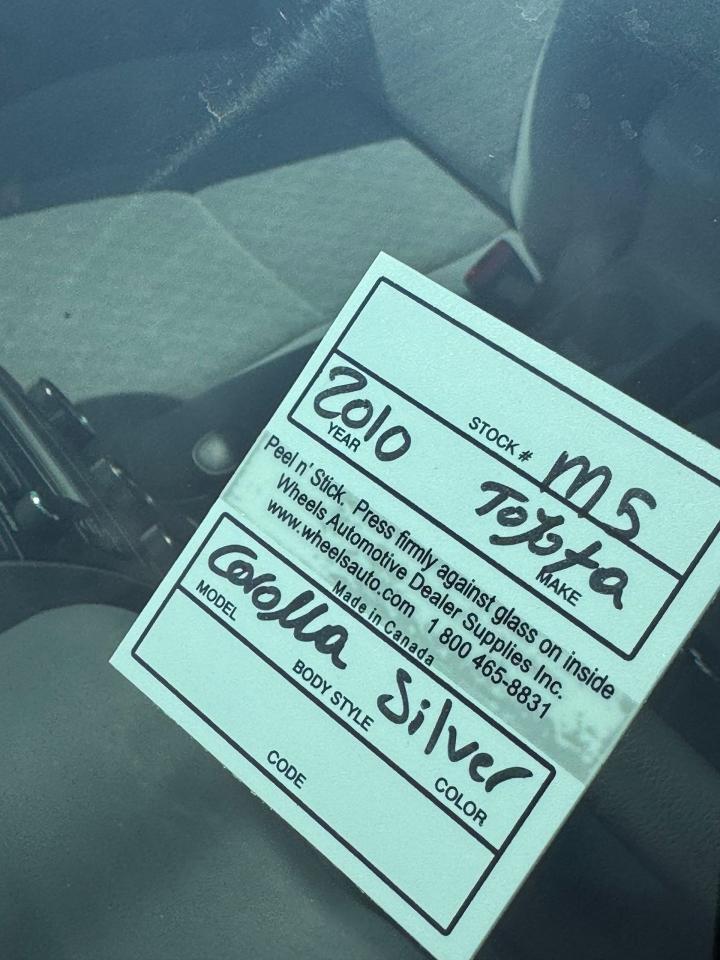 STOCK # M5
2010 Toyota
YEAR MAKE
Peel n' Stick. Press firmly against glass on inside
Wheels Automotive Dealer Supplies Inc.
www.wheelsauto.com 1 800 465-8831
Made in Canada
Corolla Silver
MODEL BODY STYLE COLOR
CODE